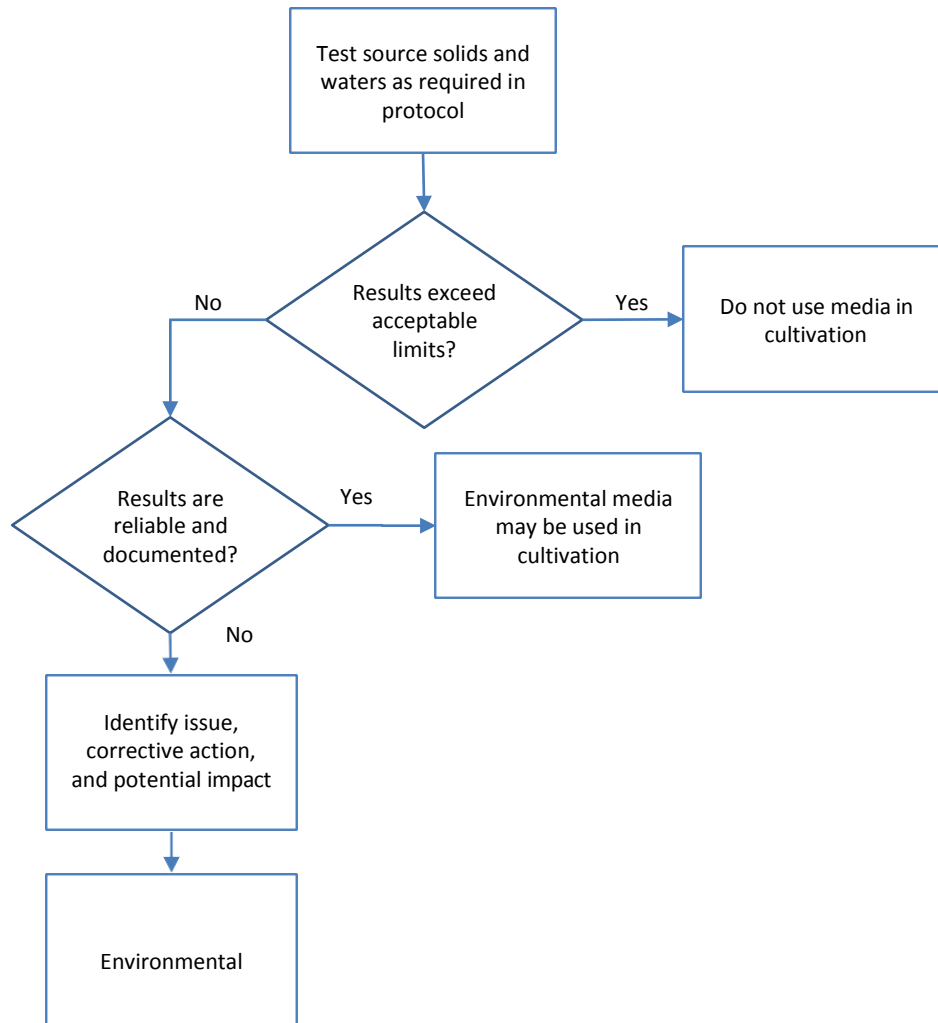 Test source solids and
waters as required in
protocol
No
Results exceed
acceptable
limits?
Yes
Do not use media in
cultivation
Results are
reliable and
documented?
Yes
Environmental media
may be used in
cultivation
No
Identify issue,
corrective action,
and potential impact
Environmental